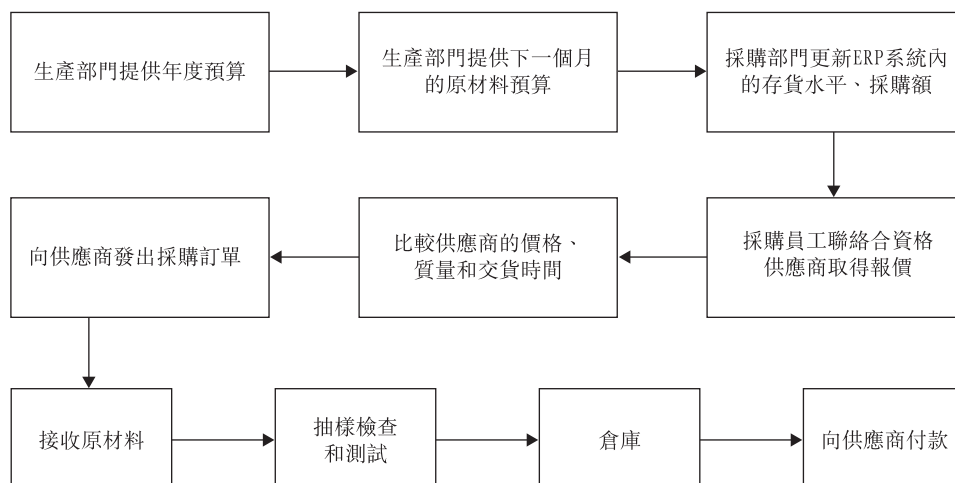 生產部門提供年度預算
生產部門提供下一個月
的原材料預算
採購部門更新ERP系統內
的存貨水平、採購額
採購員工聯絡合資格
供應商取得報價
比較供應商的價格、
質量和交貨時間
向供應商發出採購訂單
接收原材料
抽樣檢查
和測試
倉庫
向供應商付款